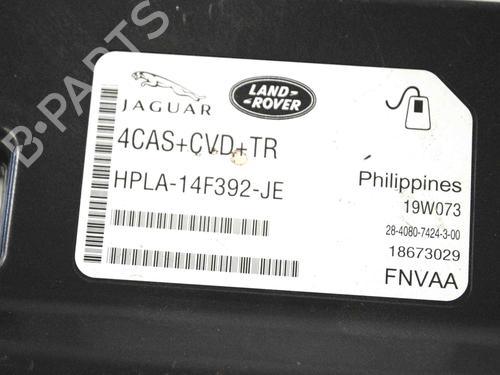 B-PARTS
JAGUAR
LAND-
ROVER
4CAS+CVD+TR
HPLA-14F392-JE
Philippines
19W073
28-4080-7424-3-00
18673029
FNVAA